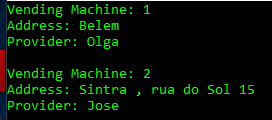 Vending Machine: 1
Address: Belem
Provider: Olga
Vending Machine: 2
Address: Sintra , rua do Sol 15
Provider: Jose